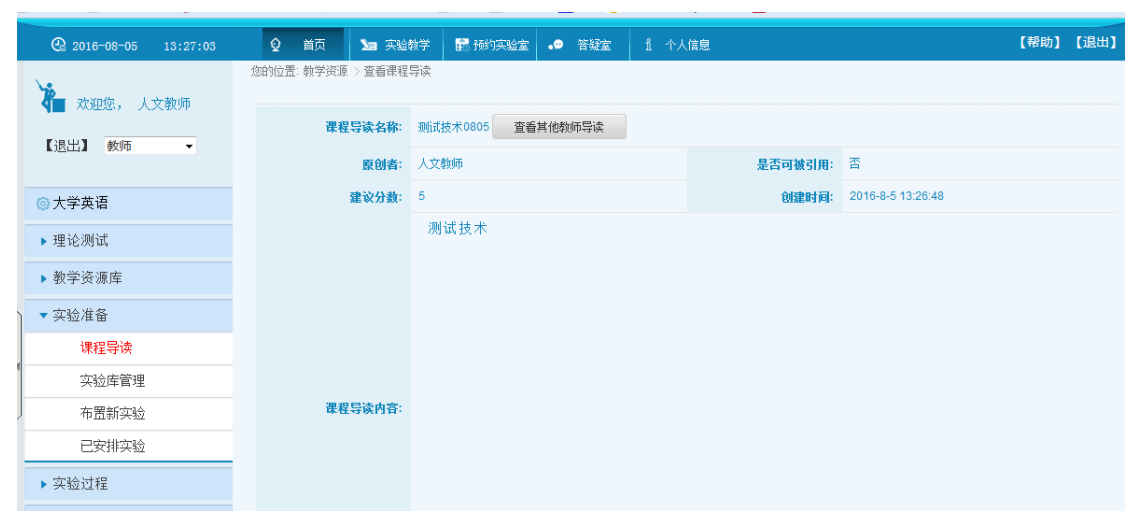 2016-08-05 13:27:03 首页 实验教学 预约实验室 答疑室 个人信息 【帮助】【退出】
您的位置: 教学资源 > 查看课程导读
欢迎您， 人文教师
【退出】 教师
大学英语
理论测试
教学资源库
实验准备
课程导读
实验库管理
布置新实验
已安排实验
实验过程
课程导读名称: 测试技术0805 查看其他教师导读
原创者: 人文教师 是否可被引用: 否
建议分数: 5 创建时间: 2016-8-5 13:26:48
测试技术
课程导读内容: